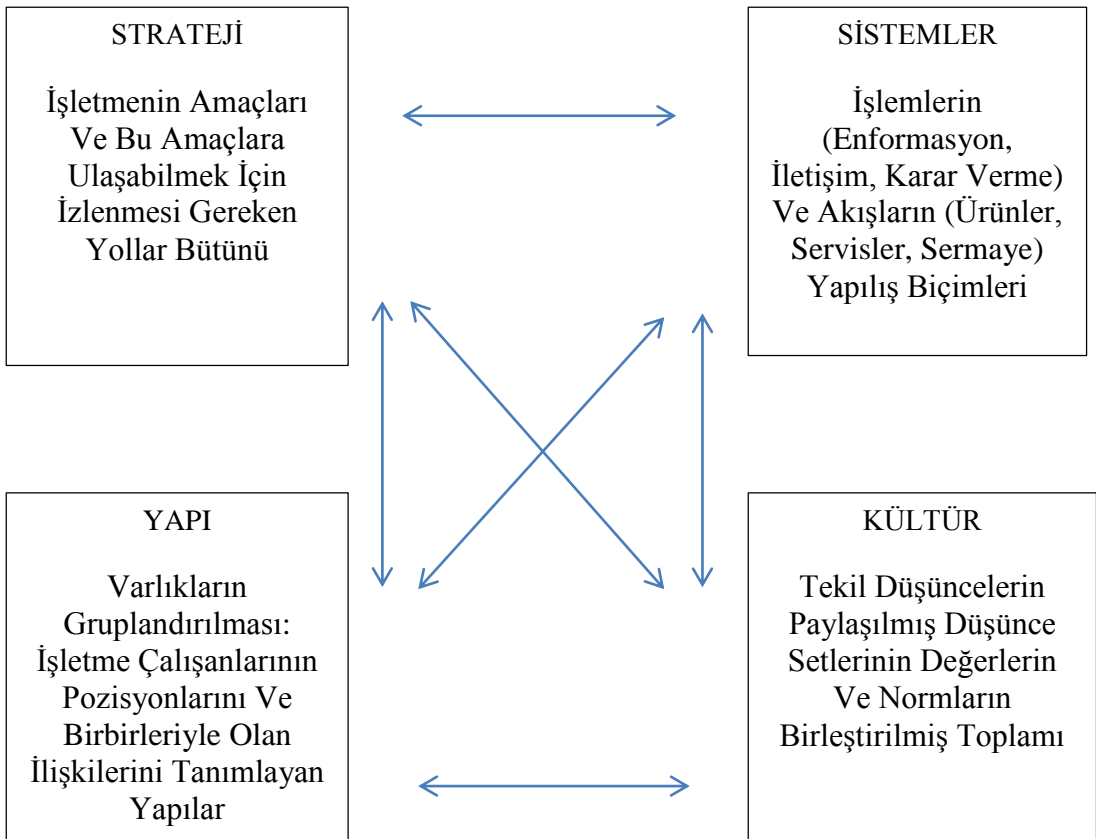 STRATEJİ
İşletmenin Amaçları
Ve Bu Amaçlara
Ulaşabilmek İçin
İzlenmesi Gereken
Yollar Bütünü
SİSTEMLER
İşlemlerin
(Enformasyon,
İletişim, Karar Verme)
Ve Akışların (Ürünler,
Servisler, Sermaye)
Yapılış Biçimleri
YAPI
Varlıkların
Gruplandırılması:
İşletme Çalışanlarının
Pozisyonlarını Ve
Birbirleriyle Olan
İlişkilerini Tanımlayan
Yapılar
KÜLTÜR
Tekil Düşüncelerin
Paylaşılmış Düşünce
Setlerinin Değerlerin
Ve Normların
Birleştirilmiş Toplamı